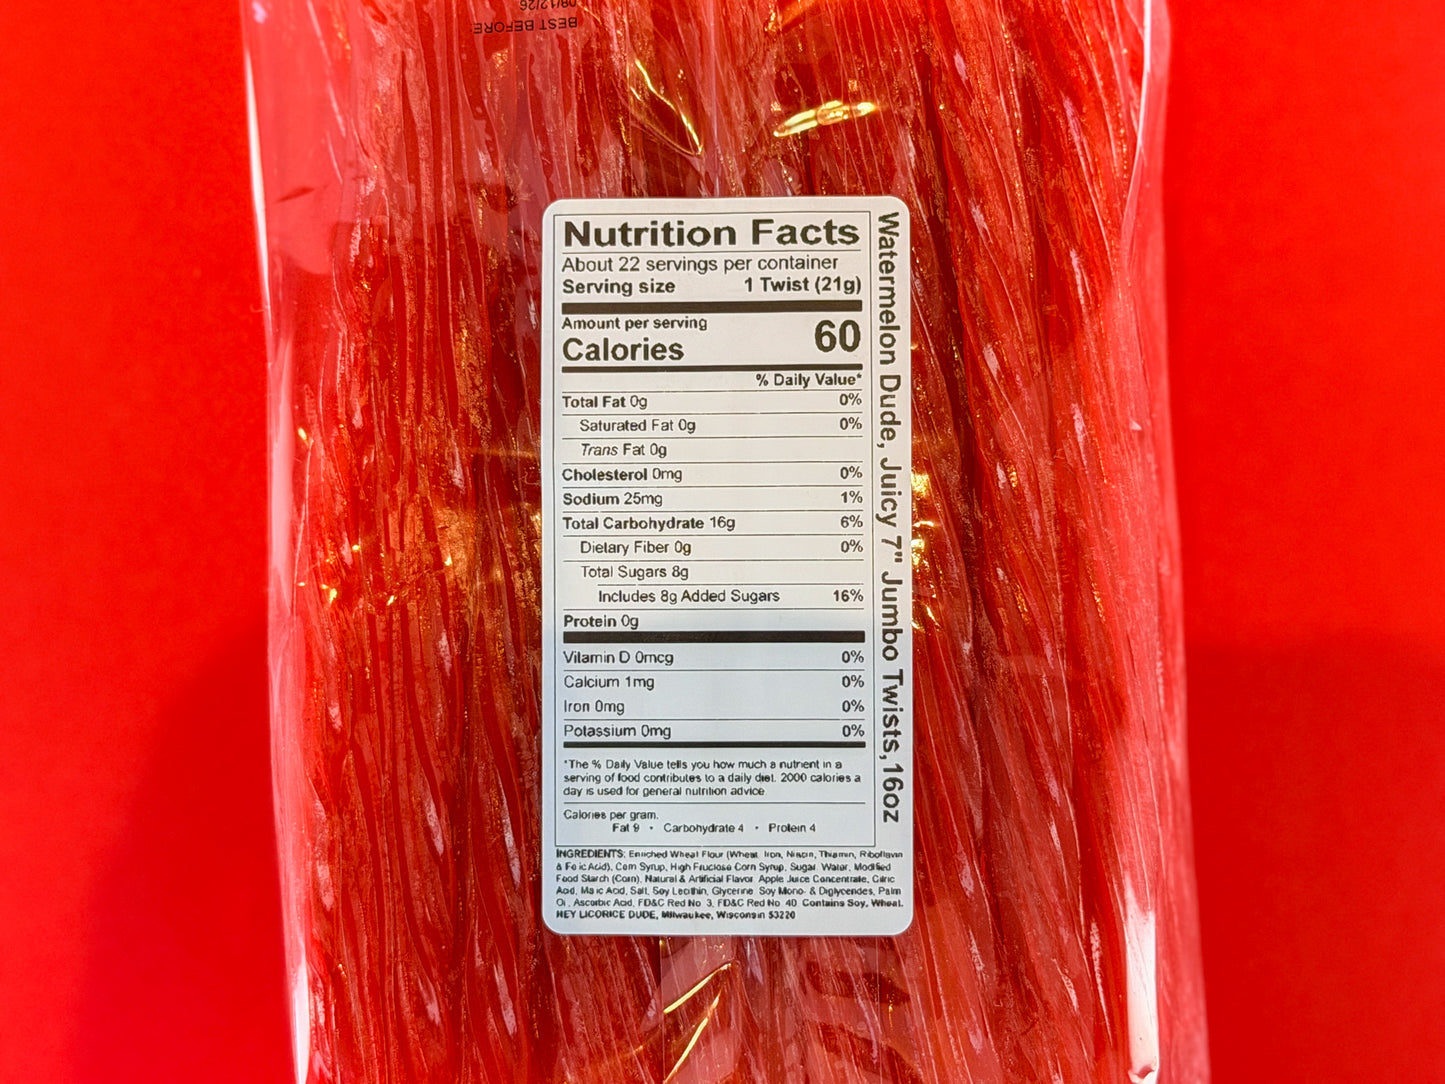 BEST BEFORE:
08/12/26
Nutrition Facts
About 22 servings per container
Serving size 1 Twist (21g)
Amount per serving
Calories 60
% Daily Value*
Total Fat 0g 0%
Saturated Fat 0g 0%
Trans Fat 0g
Cholesterol 0mg 0%
Sodium 25mg 1%
Total Carbohydrate 16g 6%
Dietary Fiber 0g 0%
Total Sugars 8g
Includes 8g Added Sugars 16%
Protein 0g
Vitamin D 0mcg 0%
Calcium 1mg 0%
Iron 0mg 0%
Potassium 0mg 0%
*The % Daily Value tells you how much a nutrient in a
serving of food contributes to a daily diet. 2000 calories a
day is used for general nutrition advice
Calories per gram.
Fat 9 • Carbohydrate 4 • Protein 4
INGREDIENTS: Enriched Wheat Flour (Wheat, Iron, Niacin, Thiamin, Riboflavin
& Folic Acid), Corn Syrup, High Fructose Corn Syrup, Sugar, Water, Modified
Food Starch (Corn), Natural & Artificial Flavor, Apple Juice Concentrate, Citric
Acid, Malic Acid, Salt, Soy Lecithin, Glycerine, Soy Mono- & Diglycerides, Palm
Oil, Ascorbic Acid, FD&C Red No. 3, FD&C Red No. 40. Contains Soy, Wheat.
HEY LICORICE DUDE, Milwaukee, Wisconsin 53220
Watermelon Dude, Juicy 7" Jumbo Twists,16oz